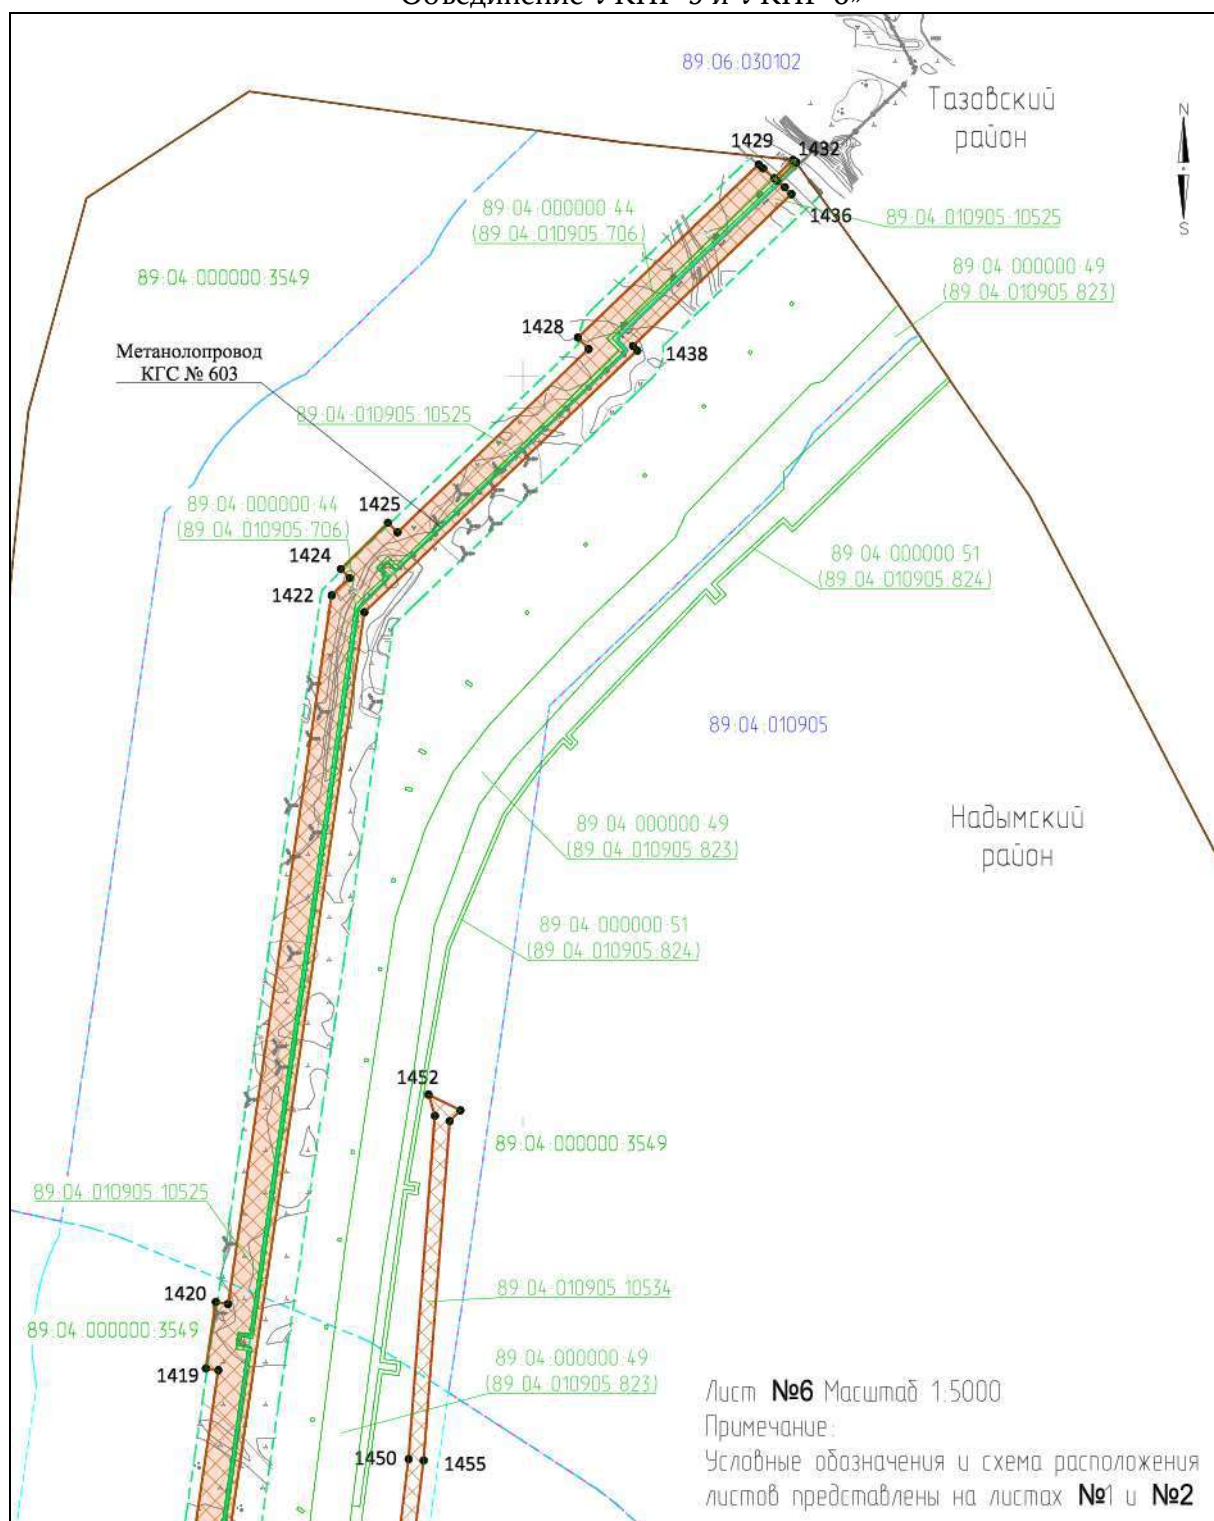 Объединение УКПГ-5 и УКПГ-6»
89:06:030102
Тазовский
район
N
S
1429
1432
1436
89:04:000000:44
(89:04:010905:706)
89:04:010905:10525
89:04:000000:49
(89:04:010905:823)
89:04:000000:3549
1428
1438
Метанолопровод
КГС № 603
89:04:010905:10525
89:04:000000:44
(89:04:010905:706)
1425
1424
1422
89:04:000000:51
(89:04:010905:824)
89:04:010905
Надымский
район
89:04:000000:49
(89:04:010905:823)
89:04:000000:51
(89:04:010905:824)
1452
89:04:000000:3549
89:04:010905:10525
1420
89:04:000000:3549
1419
89:04:010905:10534
89:04:000000:49
(89:04:010905:823)
1450
1455
Лист №6 Масштаб 1:5000
Примечание:
Условные обозначения и схема расположения
листов представлены на листах №1 и №2